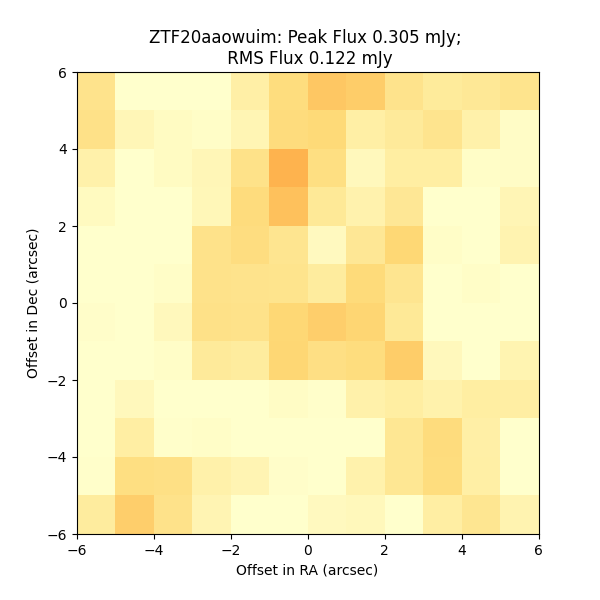 ZTF20aaowuim: Peak Flux 0.305 mJy;
RMS Flux 0.122 mJy
6
4
2
0
−2
−4
−6
Offset in Dec (arcsec)
−6 −4 −2 0 2 4 6
Offset in RA (arcsec)